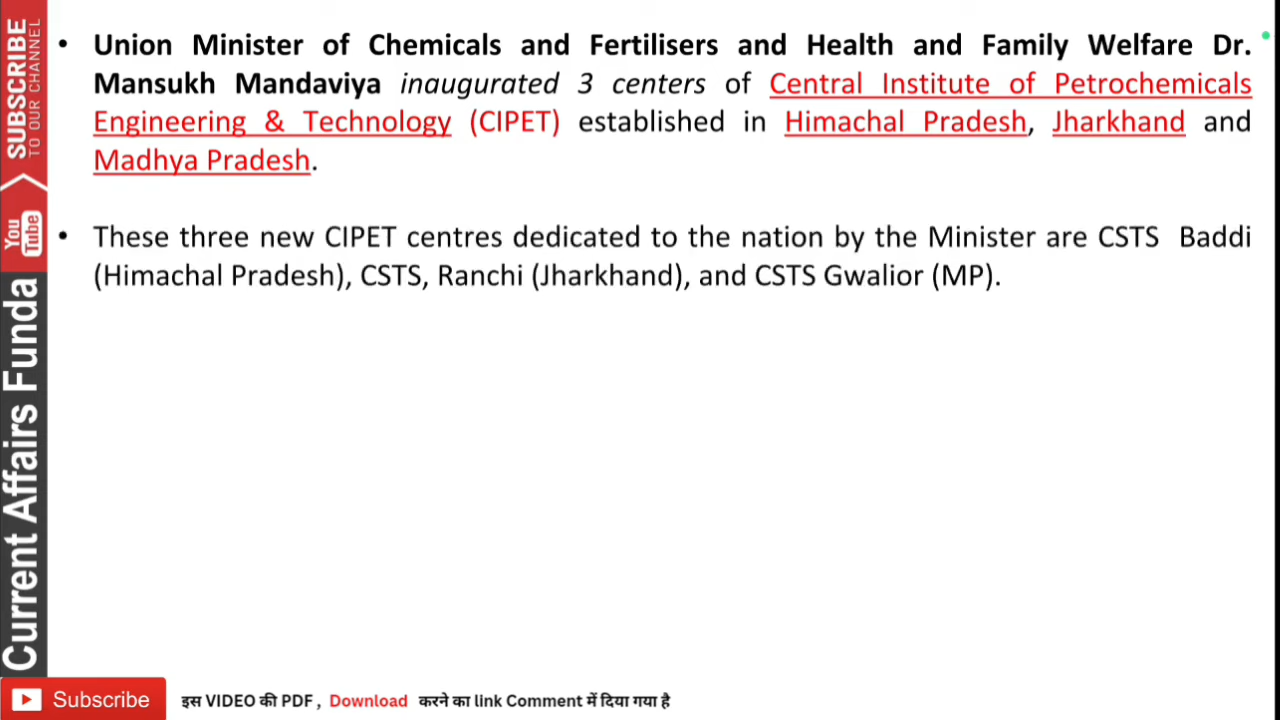 • Union Minister of Chemicals and Fertilisers and Health and Family Welfare Dr.
Mansukh Mandaviya inaugurated 3 centers of Central Institute of Petrochemicals
Engineering & Technology (CIPET) established in Himachal Pradesh, Jharkhand and
Madhya Pradesh.
• These three new CIPET centres dedicated to the nation by the Minister are CSTS Baddi
(Himachal Pradesh), CSTS, Ranchi (Jharkhand), and CSTS Gwalior (MP).
SUBSCRIBE
TO OUR CHANNEL
You
Tube
Current Affairs Funda
Subscribe
इस VIDEO की PDF , Download करने का link Comment में दिया गया है